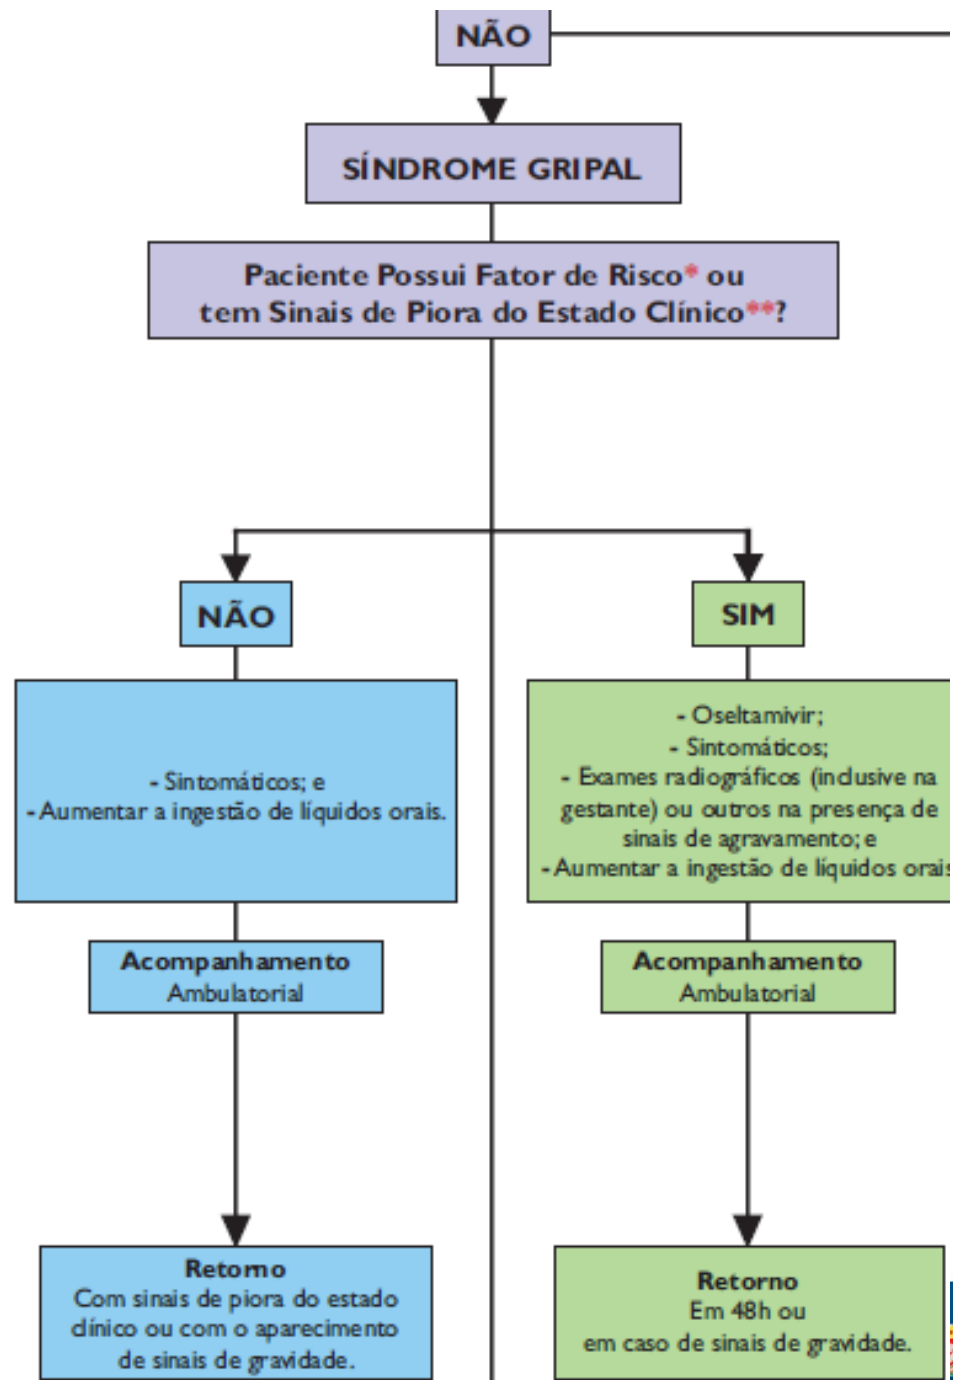 NÃO
SÍNDROME GRIPAL
Paciente Possui Fator de Risco* ou
tem Sinais de Piora do Estado Clínico**?
NÃO
- Sintomáticos; e
- Aumentar a ingestão de líquidos orais.
Acompanhamento
Ambulatorial
Retorno
Com sinais de piora do estado
clínico ou com o aparecimento
de sinais de gravidade.
SIM
- Oseltamivir;
- Sintomáticos;
- Exames radiográficos (inclusive na
gestante) ou outros na presença de
sinais de agravamento; e
- Aumentar a ingestão de líquidos orais
Acompanhamento
Ambulatorial
Retorno
Em 48h ou
em caso de sinais de gravidade.